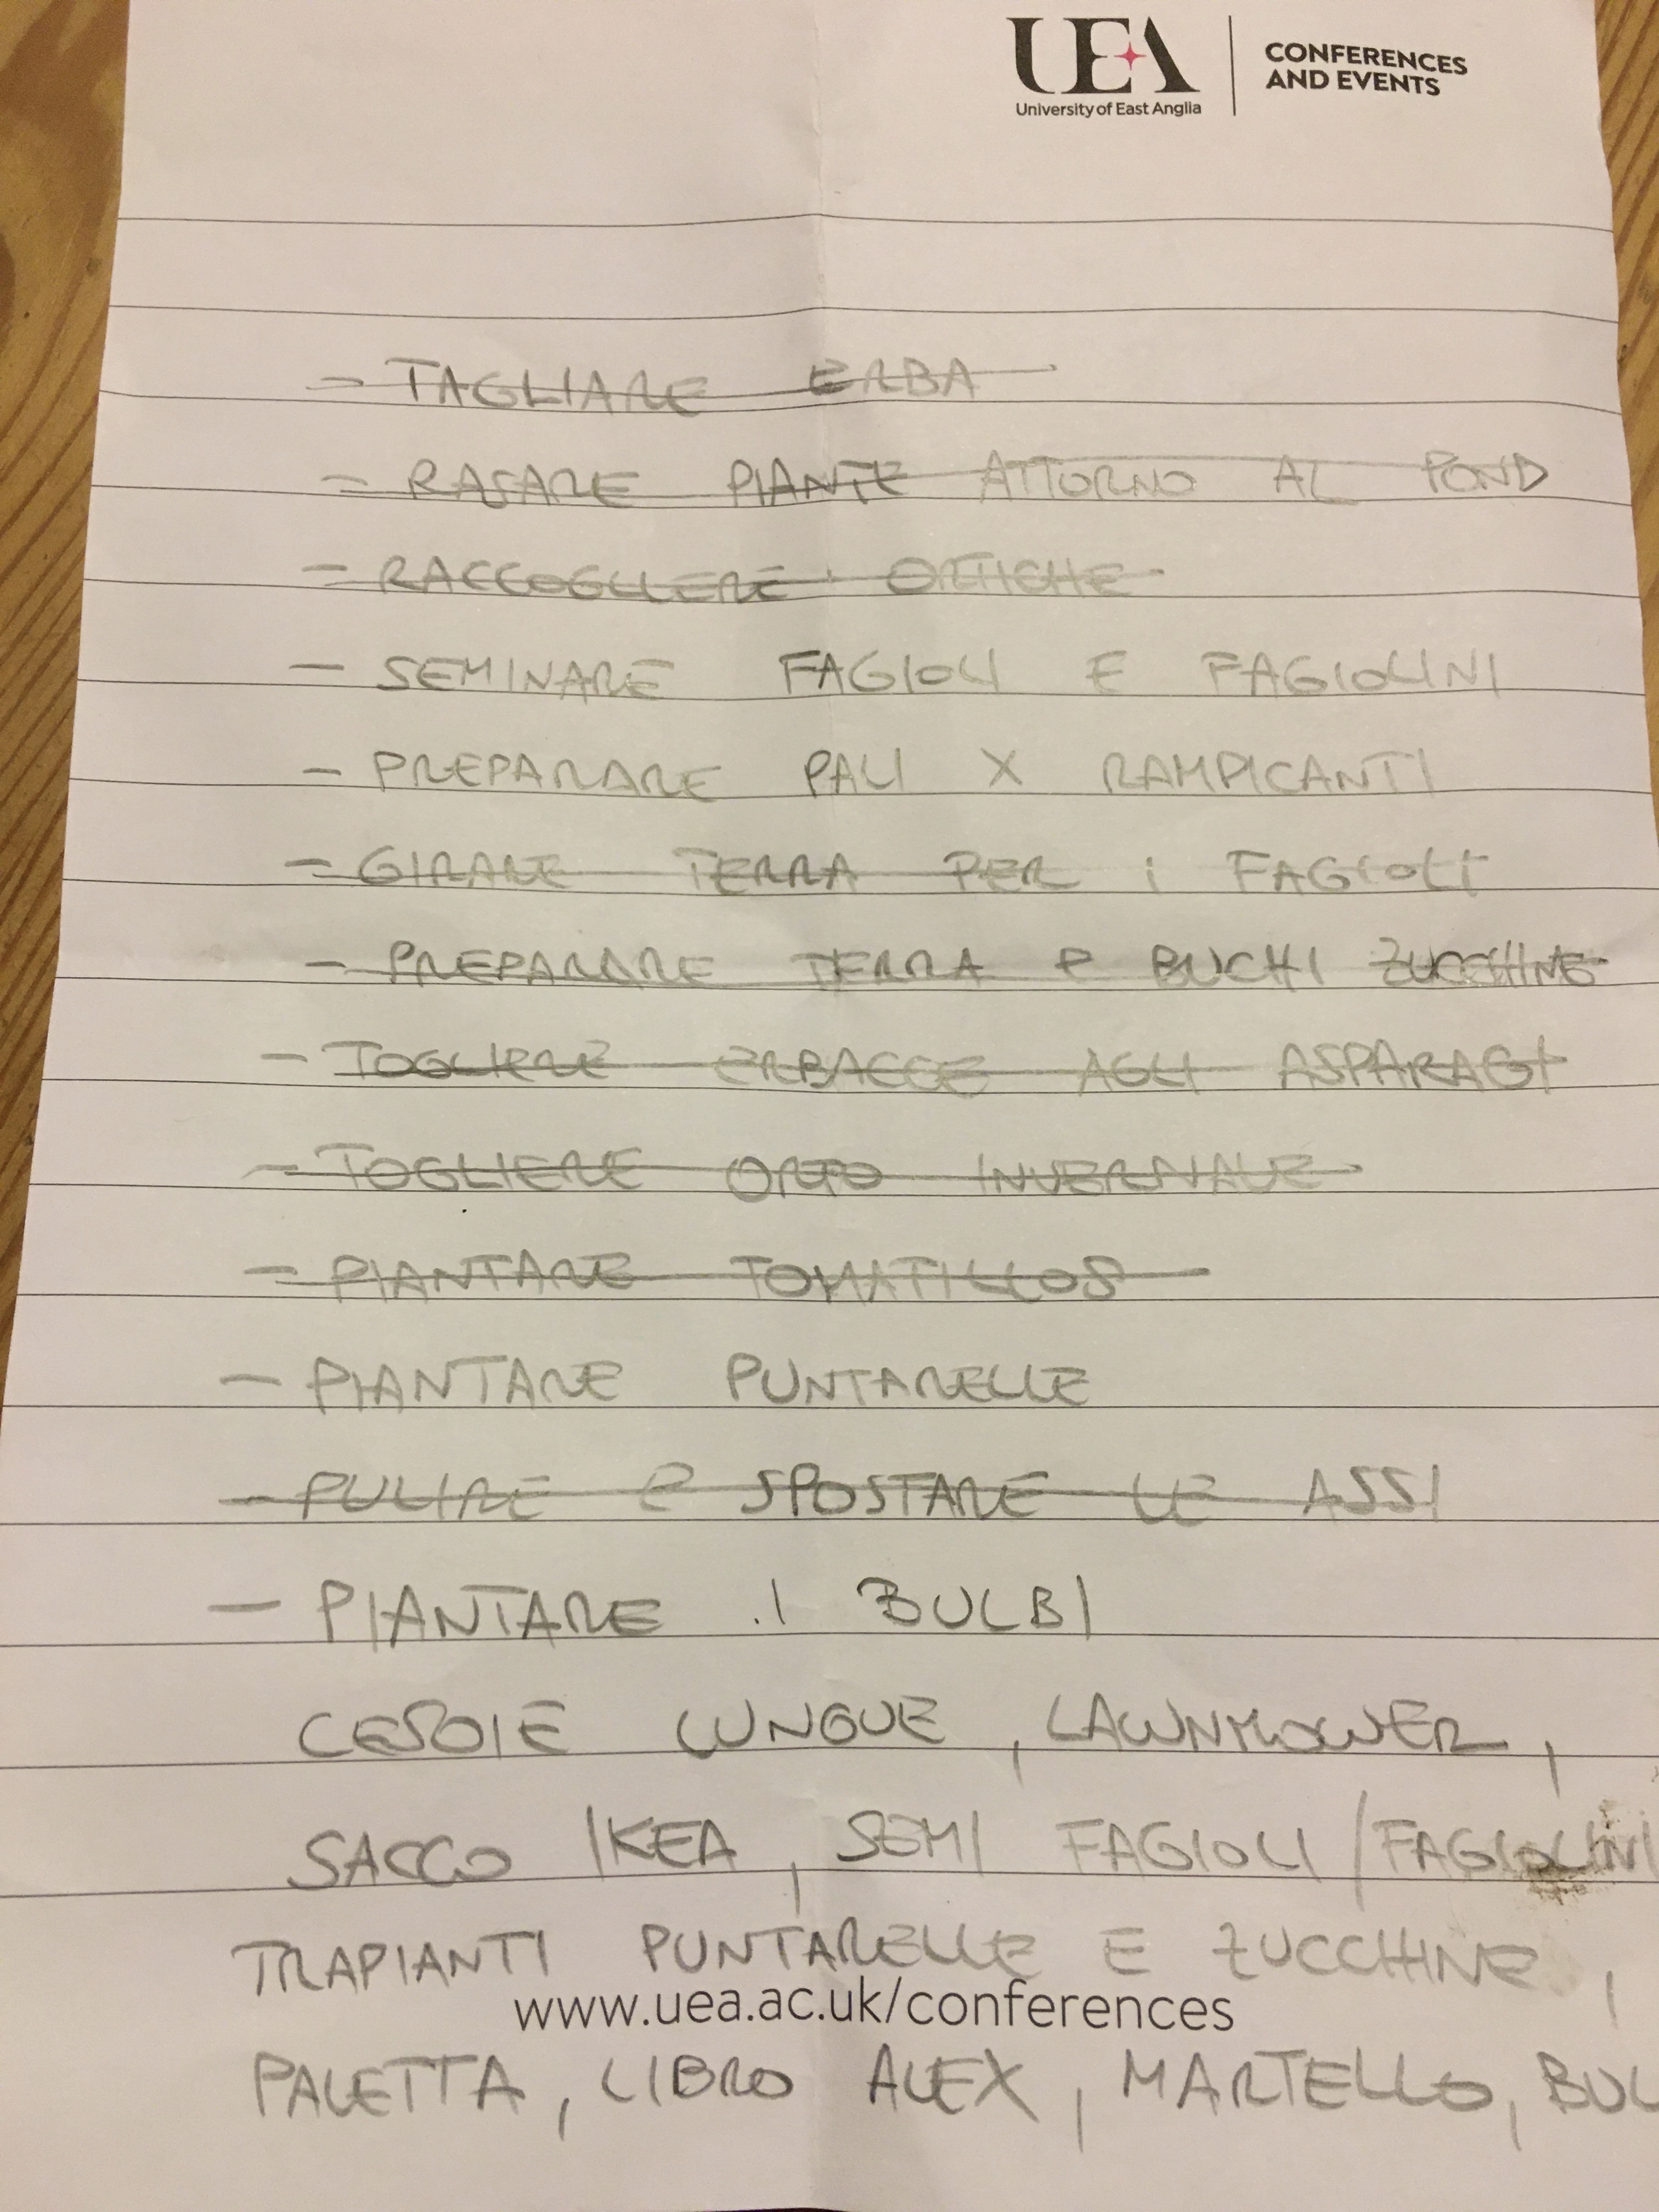 UEA
University of East Anglia
CONFERENCES
AND EVENTS
- TAGLIARE ERBA
- RASARE PIANTE ATTORNO AL POND
- RACCOGLIERE ORTICHE
- SEMINARE FAGIOLI E FAGIOLINI
- PREPARARE PALI X RAMPICANTI
- GIRARE TERRA PER i FAGIOLI
- PREPARARE TERRA E BUCHI ZUCCHINE
- TOGLIERE ERBACCE AGLI ASPARAGI
- TOGLIERE ORTO INVERNALE
- PIANTARE TOMATILLOS
- PIANTARE PUNTARELLE
- PULIRE E SPOSTARE LE ASSI
- PIANTARE I BULBI
CESOIE LUNGUE, LAWNMOWER,
SACCO IKEA, SEMI FAGIOLI / FAGIOLINI
TRAPIANTI PUNTARELLE E ZUCCHINE,
www.uea.ac.uk/conferences
PALETTA, LIBRO ALEX, MARTELLO, BUL